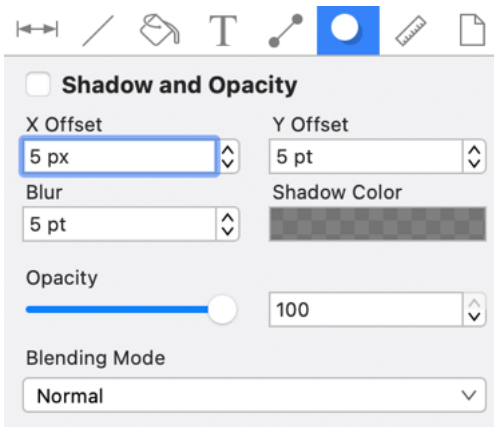 T
Shadow and Opacity
X Offset Y Offset
5 px 5 pt
Blur Shadow Color
5 pt
Opacity
100
Blending Mode
Normal